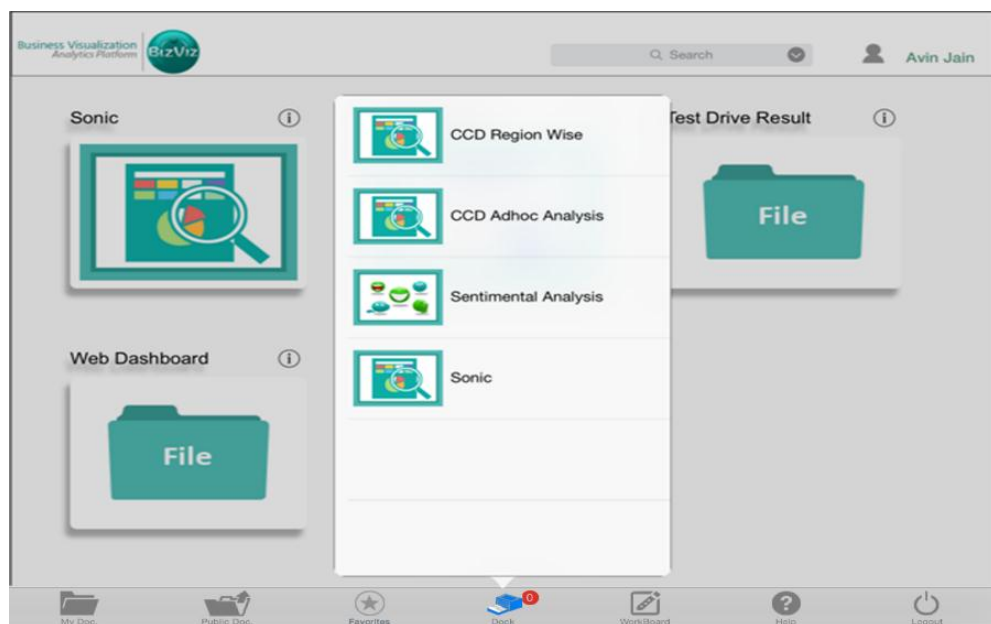 Business Visualization
Analytics Platform
BizViz
Search
Avin Jain
Sonic
CCD Region Wise
CCD Adhoc Analysis
Sentimental Analysis
Sonic
Test Drive Result
File
Web Dashboard
File
My Doc.
Public Doc.
Favorites
Dock
0
WorkBoard
Help
Logout